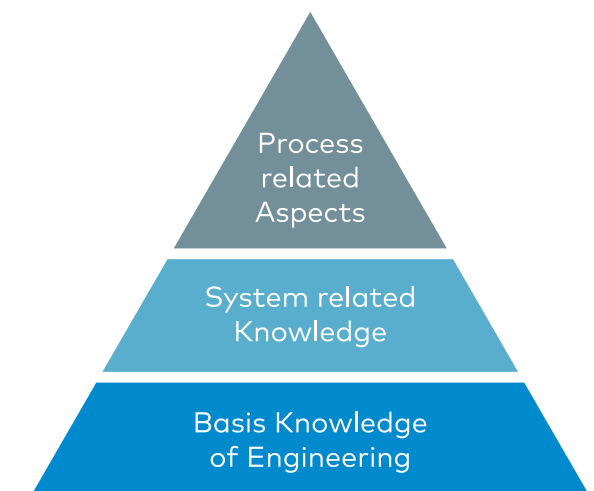 Process
related
Aspects
System related
Knowledge
Basis Knowledge
of Engineering